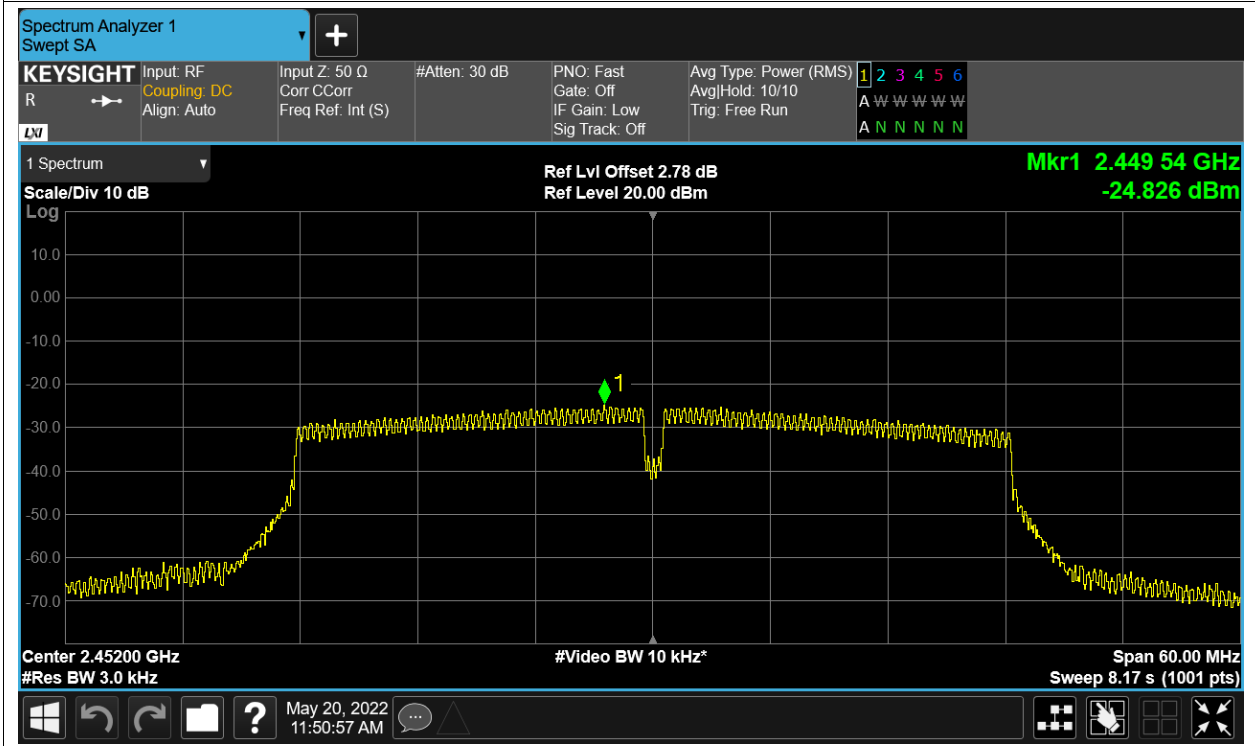 Spectrum Analyzer 1
Swept SA
KEYSIGHT
R
LXI
Input: RF
Coupling: DC
Align: Auto
Input Z: 50 Ω
Corr CCorr
Freq Ref: Int (S)
#Atten: 30 dB
PNO: Fast
Gate: Off
IF Gain: Low
Sig Track: Off
Avg Type: Power (RMS)
Avg|Hold: 10/10
Trig: Free Run
1 2 3 4 5 6
A W W W W W
A N N N N N
1 Spectrum
Scale/Div 10 dB
Log
Ref Lvl Offset 2.78 dB
Ref Level 20.00 dBm
Mkr1 2.449 54 GHz
-24.826 dBm
10.0
0.00
-10.0
-20.0
-30.0
-40.0
-50.0
-60.0
-70.0
1
Center 2.45200 GHz
#Res BW 3.0 kHz
#Video BW 10 kHz*
Span 60.00 MHz
Sweep 8.17 s (1001 pts)
?
May 20, 2022
11:50:57 AM